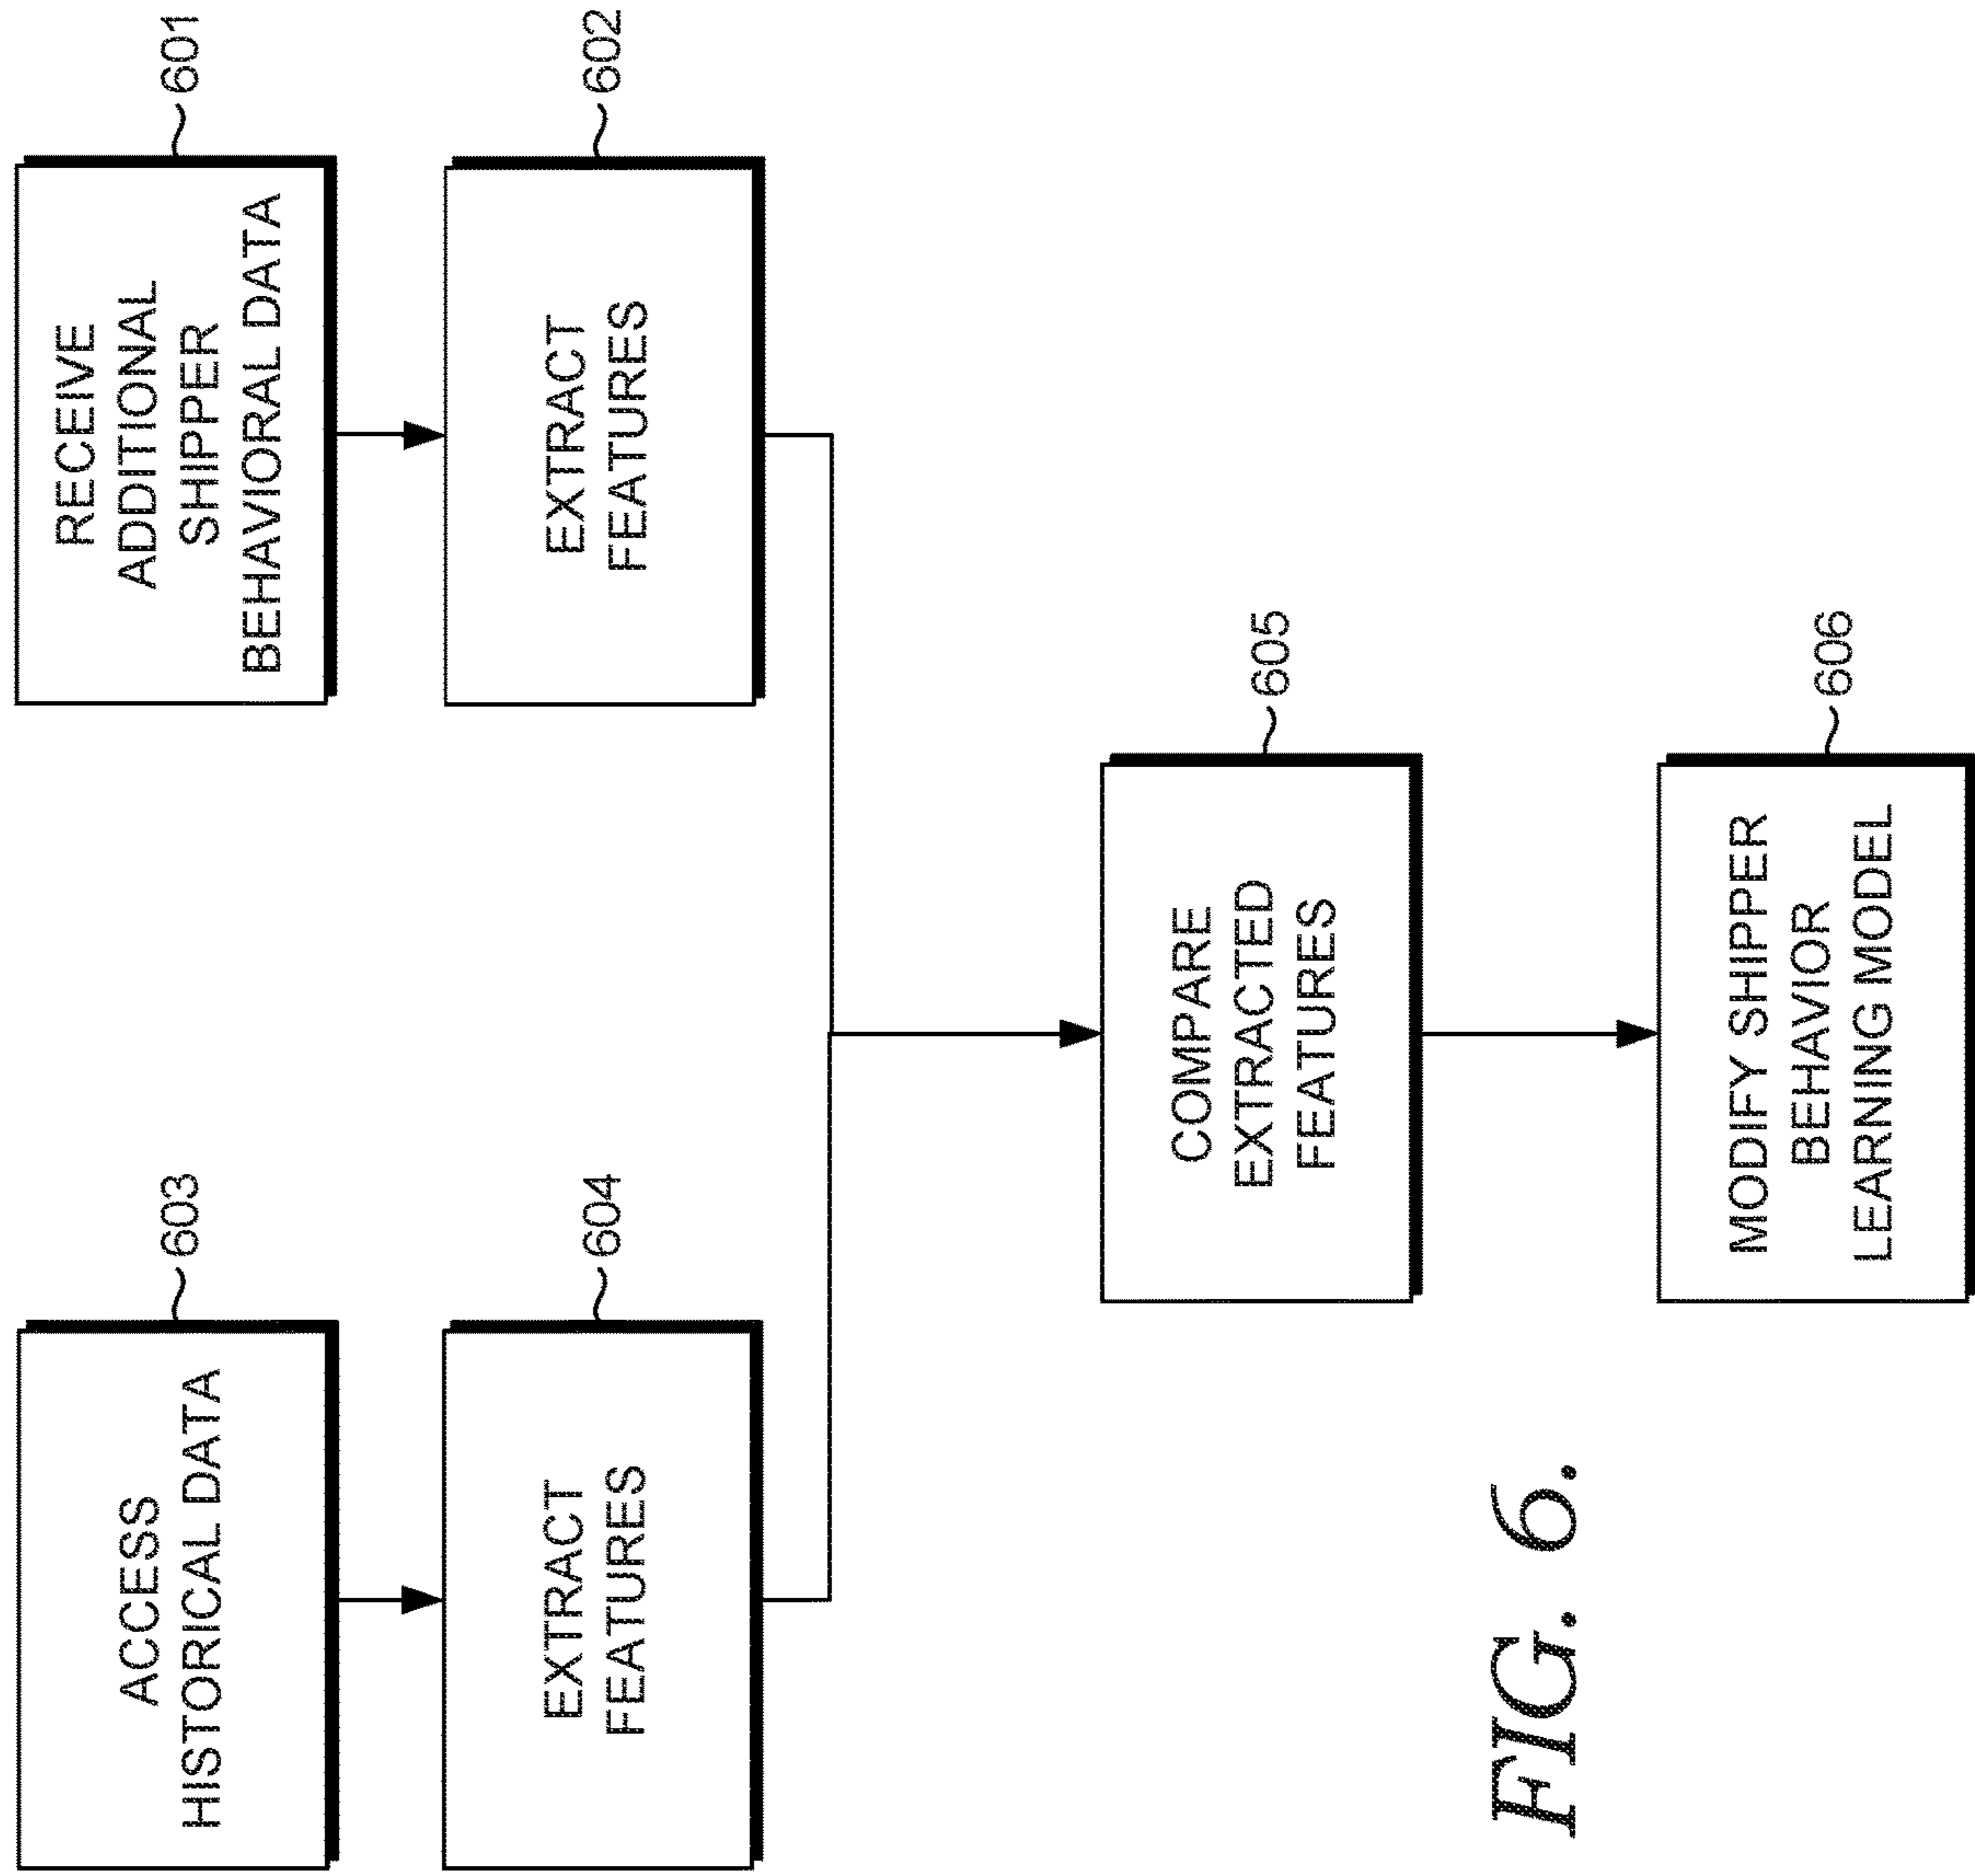 ACCESS
HISTORICAL DATA
603
RECEIVE
ADDITIONAL
SHIPPER
BEHAVIORAL DATA
601
EXTRACT
FEATURES
604
EXTRACT
FEATURES
602
COMPARE
EXTRACTED
FEATURES
605
MODIFY SHIPPER
BEHAVIOR
LEARNING MODEL
606
FIG. 6.